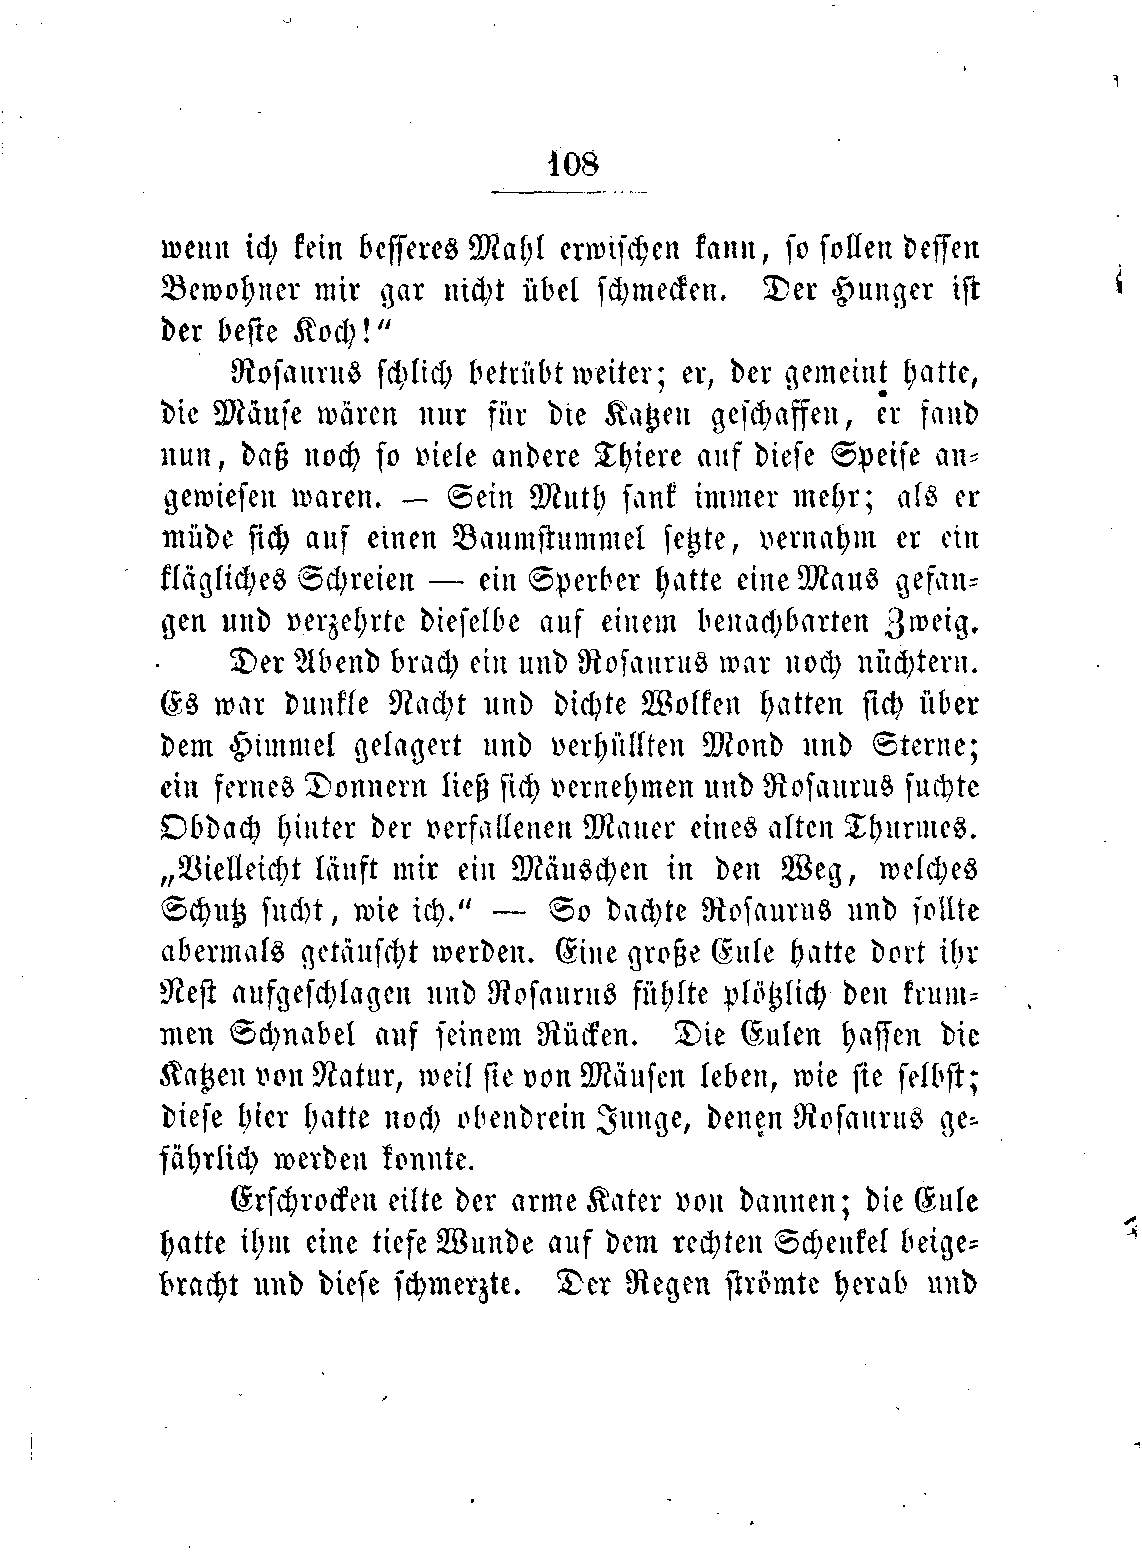 108
wenn ich kein besseres Mahl erwischen kann, so sollen dessen
Bewohner mir gar nicht übel schmecken. Der Hunger ist
der beste Koch!“
Rosaurus schlich betrübt weiter; er, der gemeint hatte,
die Mäuse wären nur für die Katzen geschaffen, er fand
nun, daß noch so viele andere Thiere auf diese Speise an-
gewiesen waren. — Sein Muth sank immer mehr; als er
müde sich auf einen Baumstummel setzte, vernahm er ein
klägliches Schreien — ein Sperber hatte eine Maus gefan-
gen und verzehrte dieselbe auf einem benachbarten Zweig.
Der Abend brach ein und Rosaurus war noch nüchtern.
Es war dunkle Nacht und dichte Wolken hatten sich über
dem Himmel gelagert und verhüllten Mond und Sterne;
ein fernes Donnern ließ sich vernehmen und Rosaurus suchte
Obdach hinter der verfallenen Mauer eines alten Thurmes.
„Vielleicht läuft mir ein Mäuschen in den Weg, welches
Schutz sucht, wie ich.“ — So dachte Rosaurus und sollte
abermals getäuscht werden. Eine große Eule hatte dort ihr
Nest aufgeschlagen und Rosaurus fühlte plötzlich den krum-
men Schnabel auf seinem Rücken. Die Eulen hassen die
Katzen von Natur, weil sie von Mäusen leben, wie sie selbst;
diese hier hatte noch obendrein Junge, denen Rosaurus ge-
fährlich werden konnte.
Erschrocken eilte der arme Kater von dannen; die Eule
hatte ihm eine tiefe Wunde auf dem rechten Schenkel beige-
bracht und diese schmerzte. Der Regen strömte herab und